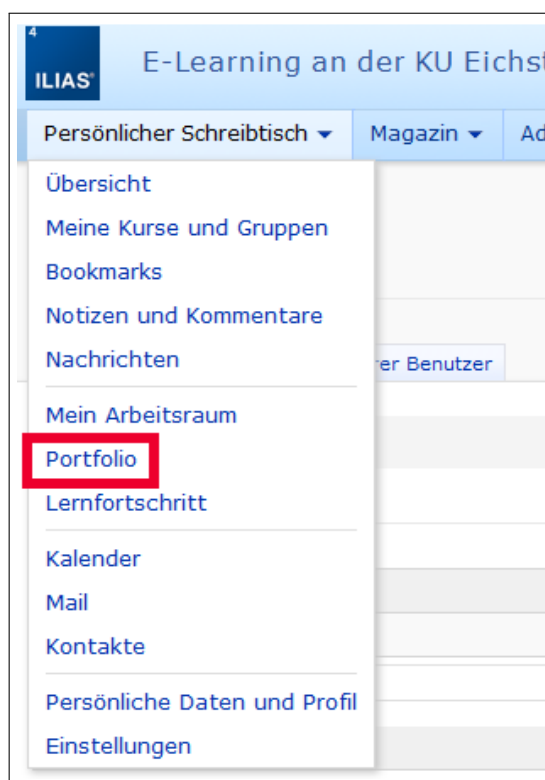 4
ILIAS®
E-Learning an der KU Eichst
Persönlicher Schreibtisch Magazin Ad
Übersicht
Meine Kurse und Gruppen
Bookmarks
Notizen und Kommentare
Nachrichten
rer Benutzer
Mein Arbeitsraum
Portfolio
Lernfortschritt
Kalender
Mail
Kontakte
Persönliche Daten und Profil
Einstellungen